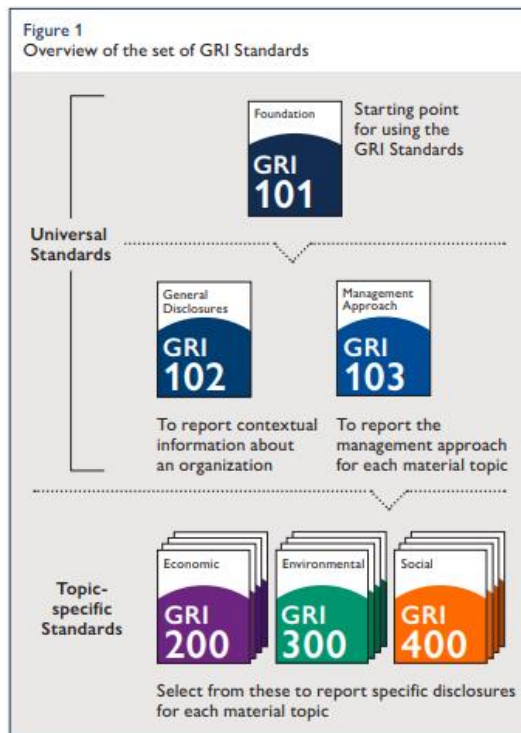 Figure 1
Overview of the set of GRI Standards
Foundation
GRI
101
Starting point
for using the
GRI Standards
Universal
Standards
General
Disclosures
GRI
102
Management
Approach
GRI
103
To report contextual
information about
an organization
To report the
management approach
for each material topic
Topic-
specific
Standards
Economic
GRI
200
Environmental
GRI
300
Social
GRI
400
Select from these to report specific disclosures
for each material topic